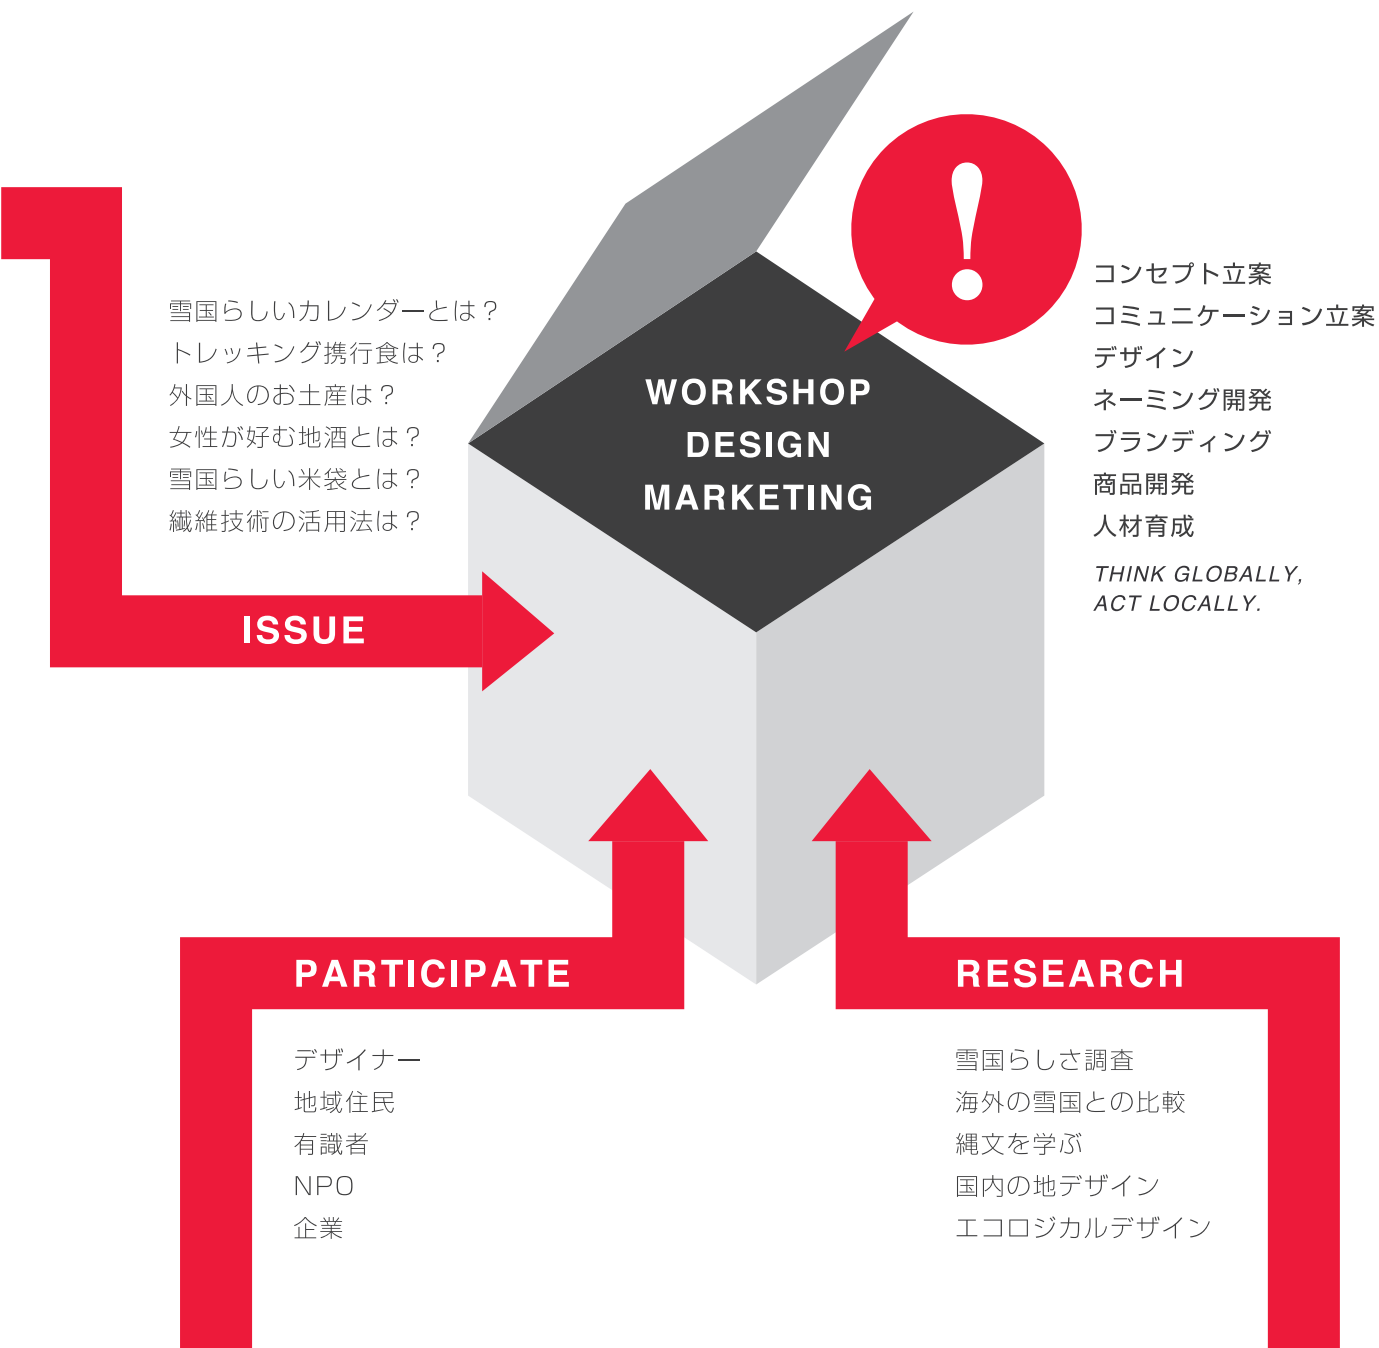 雪国らしいカレンダーとは？
トレッキング携行食は？
外国人のお土産は？
女性が好む地酒とは？
雪国らしい米袋とは？
繊維技術の活用法は？
ISSUE
!
WORKSHOP
DESIGN
MARKETING
コンセプト立案
コミュニケーション立案
デザイン
ネーミング開発
ブランディング
商品開発
人材育成
THINK GLOBALLY,
ACT LOCALLY.
PARTICIPATE
デザイナー
地域住民
有識者
NPO
企業
RESEARCH
雪国らしさ調査
海外の雪国との比較
縄文を学ぶ
国内の地デザイン
エコロジカルデザイン